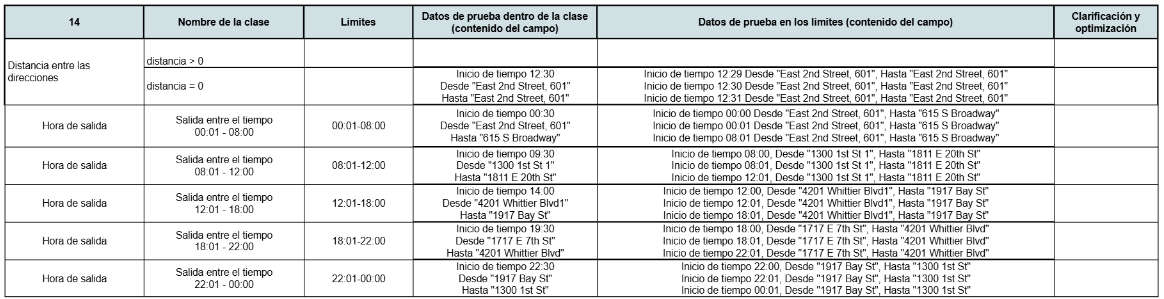 14
Nombre de la clase
Limites
Datos de prueba dentro de la clase
(contenido del campo)
Datos de prueba en los limites (contenido del campo)
Clarificación y
optimización
Distancia entre las
direcciones
distancia > 0
distancia = 0
Inicio de tiempo 12:30
Desde "East 2nd Street, 601"
Hasta "East 2nd Street, 601"
Inicio de tiempo 12:29 Desde "East 2nd Street, 601", Hasta "East 2nd Street, 601"
Inicio de tiempo 12:30 Desde "East 2nd Street, 601", Hasta "East 2nd Street, 601"
Inicio de tiempo 12:31 Desde "East 2nd Street, 601", Hasta "East 2nd Street, 601"
Hora de salida
Salida entre el tiempo
00:01 - 08:00
00:01-08:00
Inicio de tiempo 00:30
Desde "East 2nd Street, 601"
Hasta "615 S Broadway"
Inicio de tiempo 00:00 Desde "East 2nd Street, 601", Hasta "615 S Broadway"
Inicio de tiempo 00:01 Desde "East 2nd Street, 601", Hasta "615 S Broadway"
Inicio de tiempo 08:01 Desde "East 2nd Street, 601", Hasta "615 S Broadway"
Hora de salida
Salida entre el tiempo
08:01 - 12:00
08:01-12:00
Inicio de tiempo 09:30
Desde "1300 1st St 1"
Hasta "1811 E 20th St"
Inicio de tiempo 08:00, Desde "1300 1st St 1", Hasta "1811 E 20th St"
Inicio de tiempo 08:01, Desde "1300 1st St 1", Hasta "1811 E 20th St"
Inicio de tiempo 12:01, Desde "1300 1st St 1", Hasta "1811 E 20th St"
Hora de salida
Salida entre el tiempo
12:01 - 18:00
12:01-18:00
Inicio de tiempo 14:00
Desde "4201 Whittier Blvd1"
Hasta "1917 Bay St"
Inicio de tiempo 12:00, Desde "4201 Whittier Blvd1", Hasta "1917 Bay St"
Inicio de tiempo 12:01, Desde "4201 Whittier Blvd1", Hasta "1917 Bay St"
Inicio de tiempo 18:01, Desde "4201 Whittier Blvd1", Hasta "1917 Bay St"
Hora de salida
Salida entre el tiempo
18:01 - 22:00
18:01-22:00
Inicio de tiempo 19:30
Desde "1717 E 7th St"
Hasta "4201 Whittier Blvd"
Inicio de tiempo 18:00, Desde "1717 E 7th St", Hasta "4201 Whittier Blvd"
Inicio de tiempo 18:01, Desde "1717 E 7th St", Hasta "4201 Whittier Blvd"
Inicio de tiempo 22:01, Desde "1717 E 7th St", Hasta "4201 Whittier Blvd"
Hora de salida
Salida entre el tiempo
22:01 - 00:00
22:01-00:00
Inicio de tiempo 22:30
Desde "1917 Bay St"
Hasta "1300 1st St"
Inicio de tiempo 22:00, Desde "1917 Bay St", Hasta "1300 1st St"
Inicio de tiempo 22:01, Desde "1917 Bay St", Hasta "1300 1st St"
Inicio de tiempo 00:01, Desde "1917 Bay St", Hasta "1300 1st St"